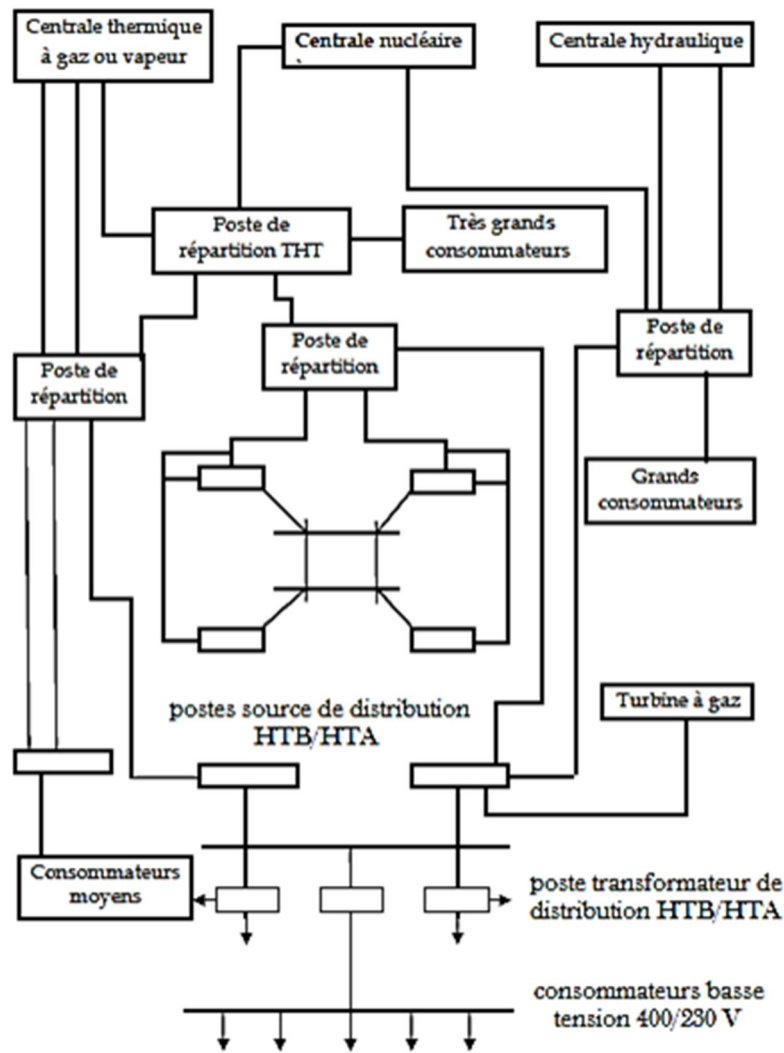 Centrale thermique
à gaz ou vapeur
Centrale nucléaire
Centrale hydraulique
Poste de
répartition THT
Très grands
consommateurs
Poste de
répartition
Poste de
répartition
Poste de
répartition
Grands
consommateurs
postes source de distribution
HTB/HTA
Turbine à gaz
Consommateurs
moyens
poste transformateur de
distribution HTB/HTA
consommateurs basse
tension 400/230 V